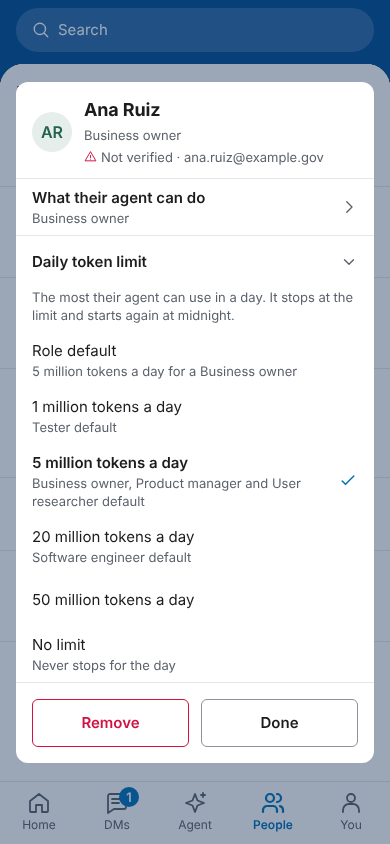 Search
Ana Ruiz
AR
Business owner
Not verified · ana.ruiz@example.gov
What their agent can do
Business owner
Daily token limit
The most their agent can use in a day. It stops at the
limit and starts again at midnight.
Role default
5 million tokens a day for a Business owner
1 million tokens a day
Tester default
5 million tokens a day
Business owner, Product manager and User
researcher default
20 million tokens a day
Software engineer default
50 million tokens a day
No limit
Never stops for the day
Remove
Done
1
Home
DMs
Agent
People
You